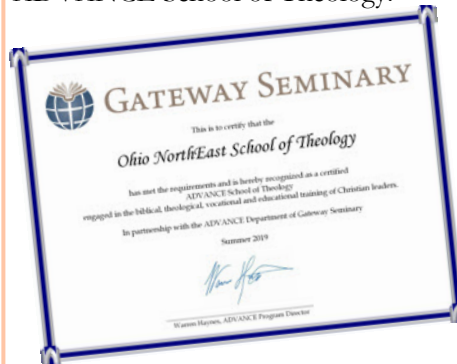 ADVANCE School of Theology.
GATEWAY SEMINARY
This is to certify that the
Ohio NorthEast School of Theology
has met the requirements and is hereby recognized as a certified
ADVANCE School of Theology
engaged in the biblical, theological, vocational and educational training of Christian leaders.
In partnership with the ADVANCE Department of Gateway Seminary
Summer 2019
Warren Haynes, ADVANCE Program Director